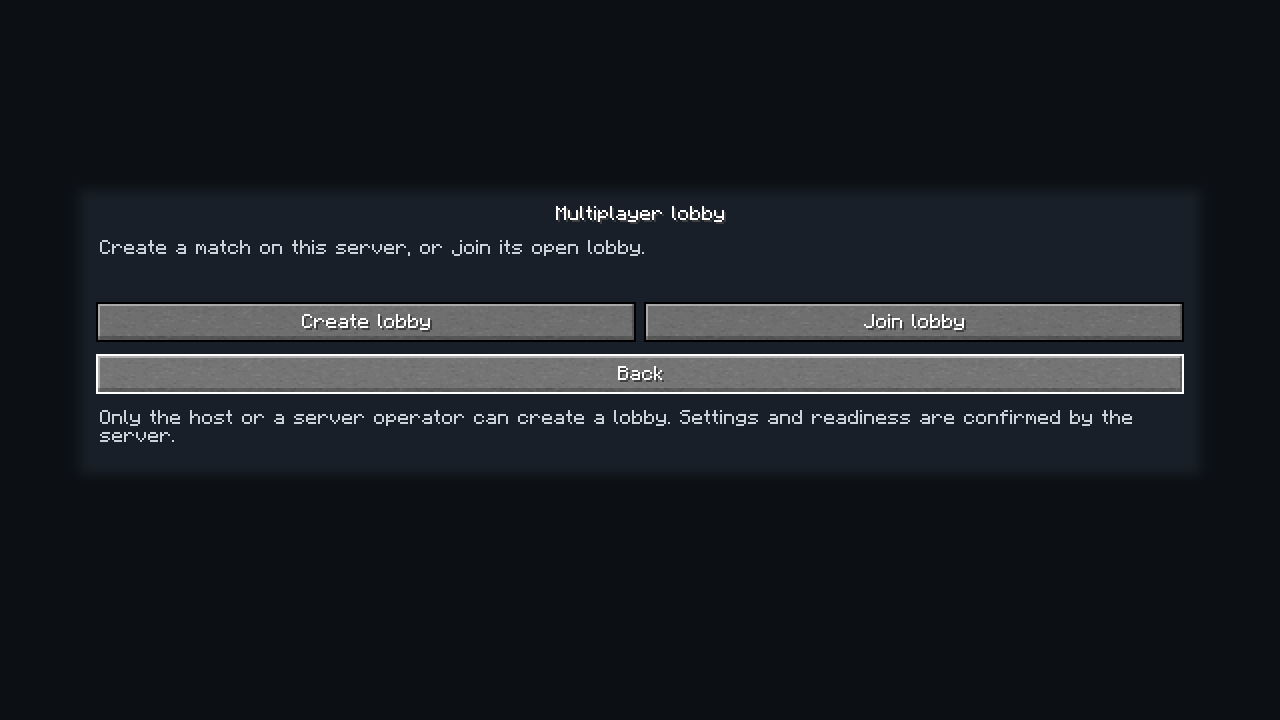 Multiplayer lobby
Create a match on this server, or join its open lobby.
Create lobby
Join lobby
Back
Only the host or a server operator can create a lobby. Settings and readiness are confirmed by the
server.